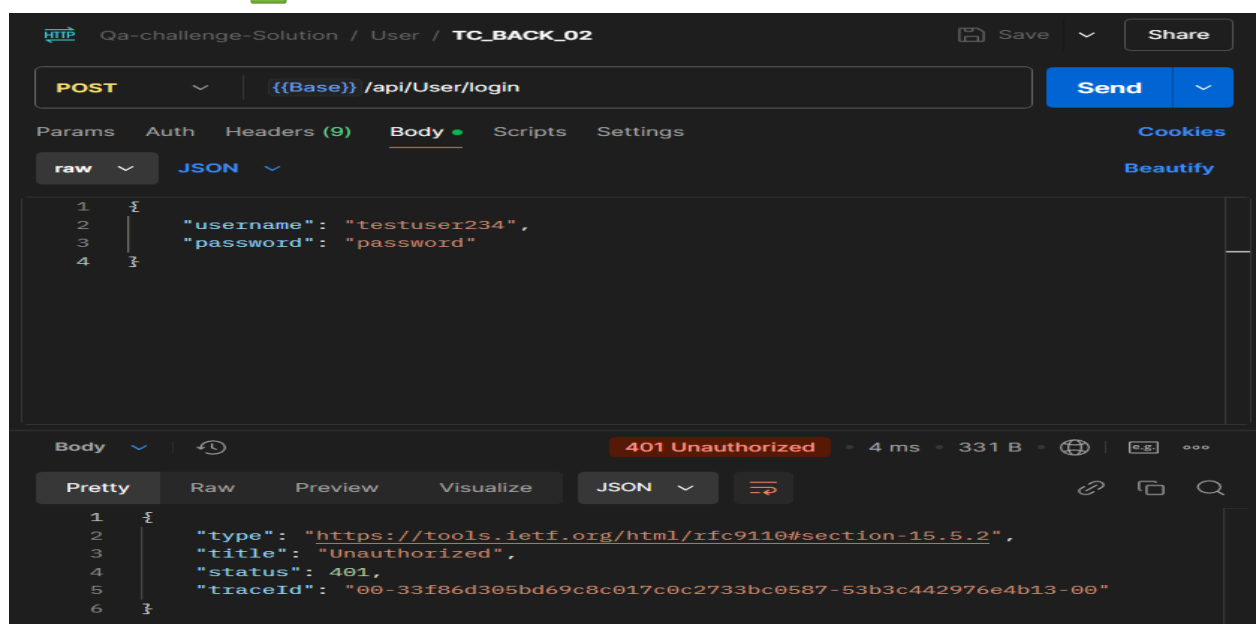 HTTP Qa-challenge-Solution / User / TC_BACK_02 Save Share
POST {{Base}} /api/User/login Send
Params Auth Headers (9) Body Scripts Settings Cookies
raw JSON Beautify
1 {
2 "username": "testuser234",
3 "password": "password"
4 }
Body 401 Unauthorized 4 ms 331 B e.g.
Pretty Raw Preview Visualize JSON
1 {
2 "type": "https://tools.ietf.org/html/rfc9110#section-15.5.2",
3 "title": "Unauthorized",
4 "status": 401,
5 "traceId": "00-33f86d305bd69c8c017c0c2733bc0587-53b3c442976e4b13-00"
6 }